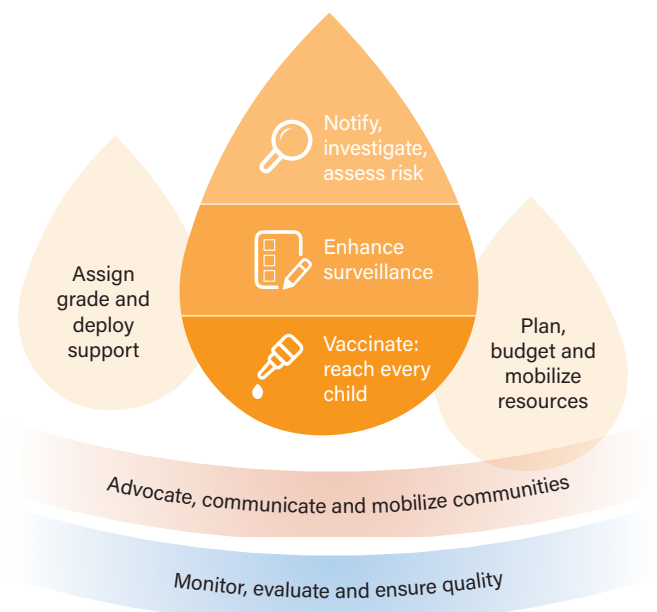 Notify,
investigate,
assess risk
Enhance
surveillance
Vaccinate:
reach every
child
Assign
grade and
deploy
support
Plan,
budget and
mobilize
resources
Advocate, communicate and mobilize communities
Monitor, evaluate and ensure quality